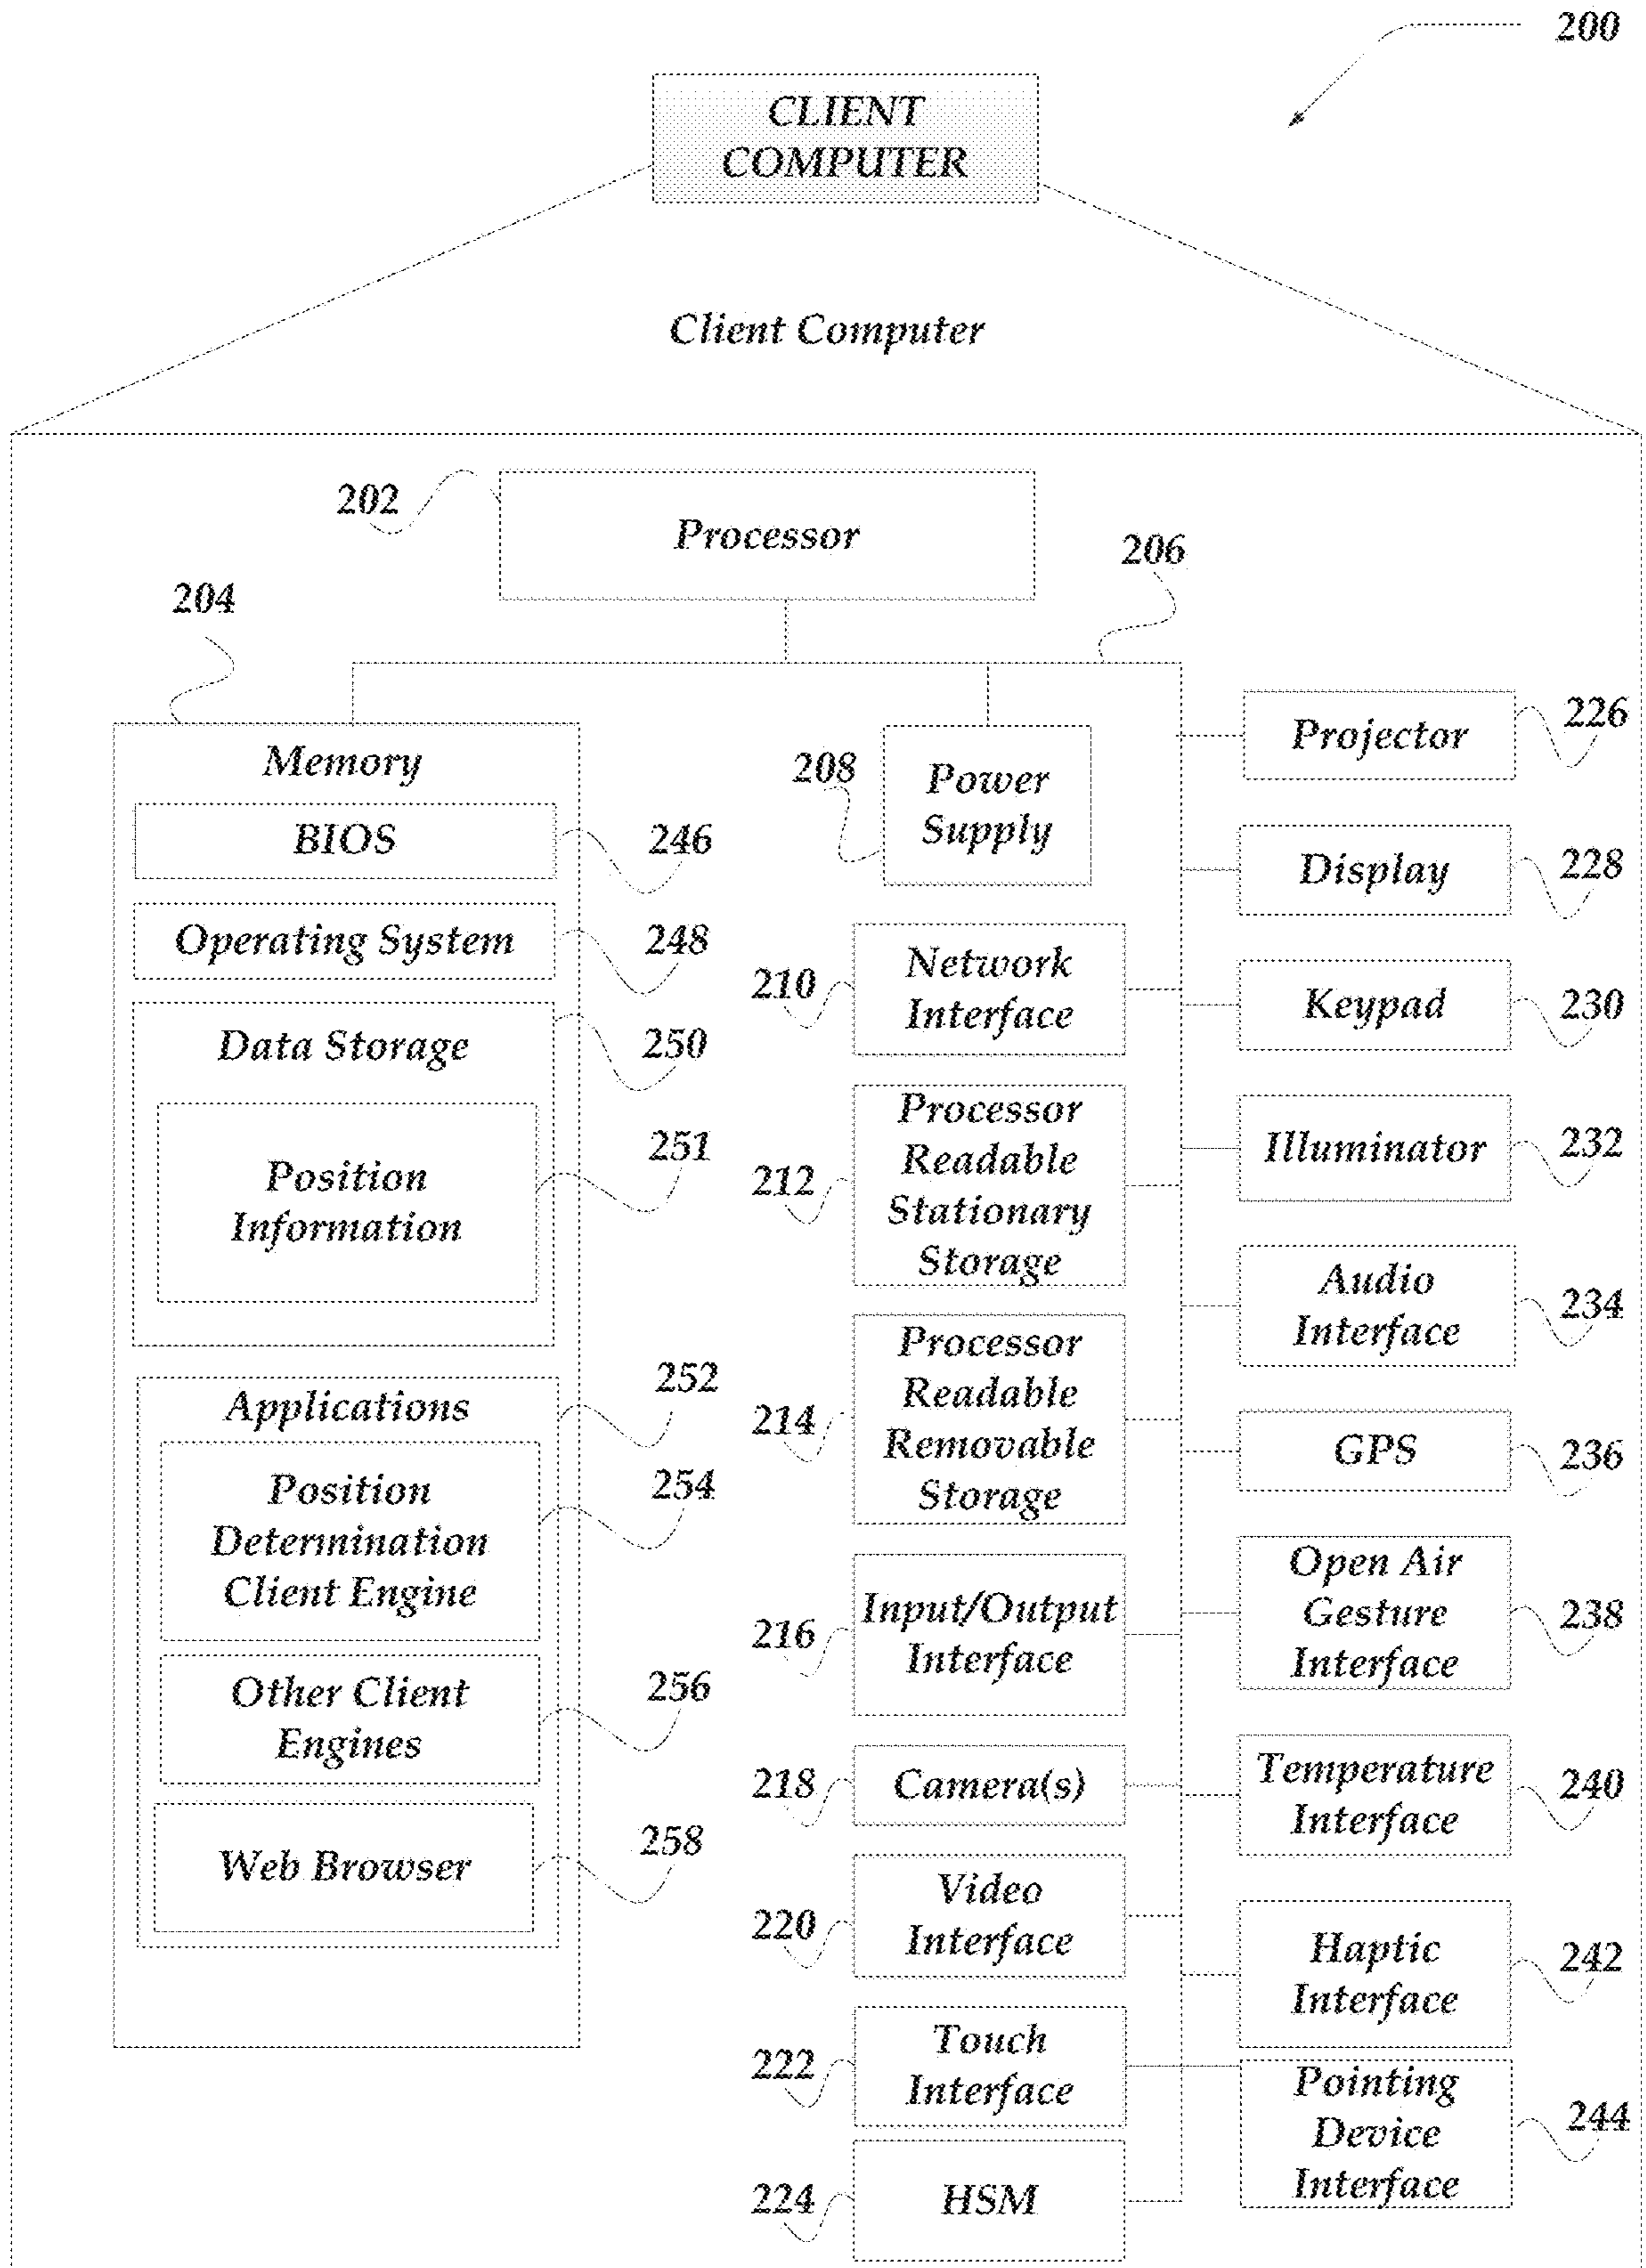 200
CLIENT
COMPUTER
Client Computer
202
Processor
206
204
Memory
BIOS
246
Operating System
248
Data Storage
250
Position
Information
251
Applications
252
Position
Determination
Client Engine
254
Other Client
Engines
256
Web Browser
258
208
Power
Supply
210
Network
Interface
212
Processor
Readable
Stationary
Storage
214
Processor
Readable
Removable
Storage
216
Input/Output
Interface
218
Camera(s)
220
Video
Interface
222
Touch
Interface
224
HSM
Projector
226
Display
228
Keypad
230
Illuminator
232
Audio
Interface
234
GPS
236
Open Air
Gesture
Interface
238
Temperature
Interface
240
Haptic
Interface
242
Pointing
Device
Interface
244